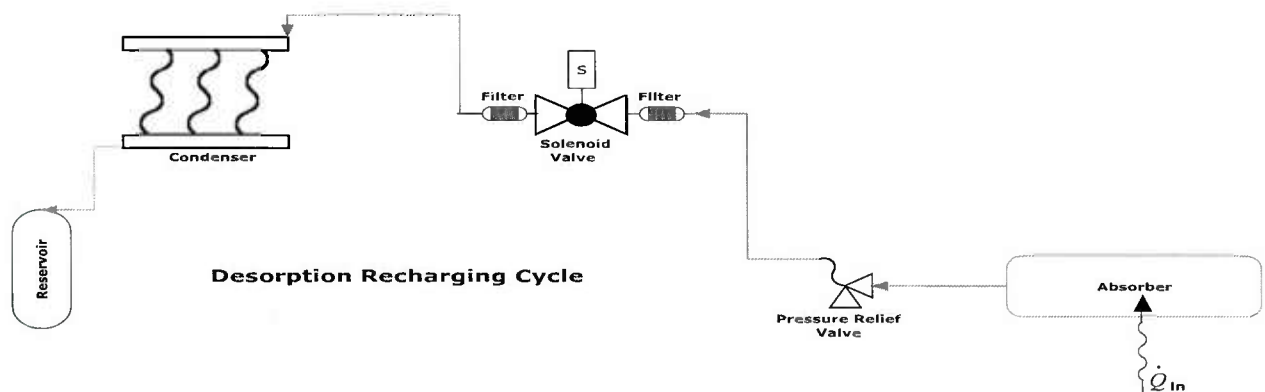 S
Filter
Filter
Solenoid
Valve
Condenser
Reservoir
Desorption Recharging Cycle
Absorber
Pressure Relief
Valve
Q̇ In